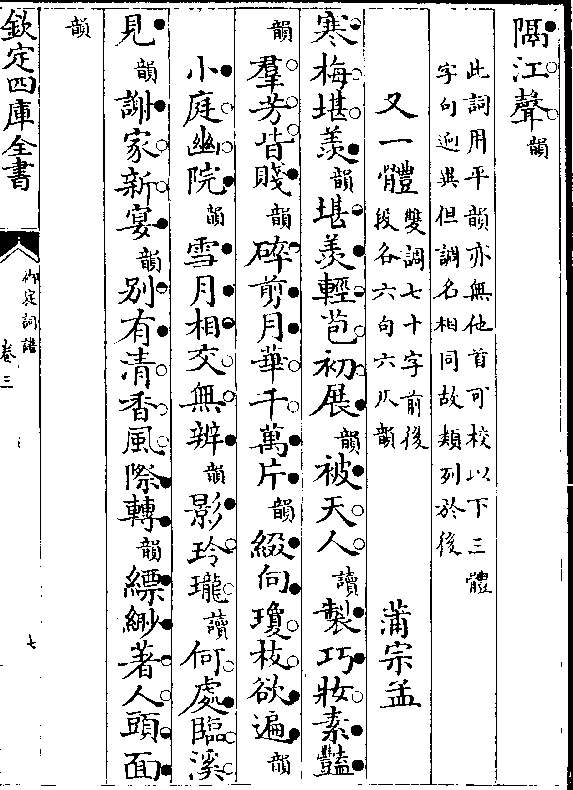 隔江聲韻
此詞用平韻亦無他首可校以下三體
字句迥異但調名相同故類列於後
又一體 雙調七十字前後 蒲宗孟
段各六句六仄韻
寒梅堪羨韻堪羨輕苞初展韻被天人讀製巧妝素豔
韻羣芳皆賤韻碎剪月華千萬片韻綴向瓊枝欲遍韻
小庭幽院韻雪月相交無辨韻影玲瓏讀何處臨溪
見韻謝家新宴韻別有清香風際轉韻縹緲著人頭面
韻
欽定四庫全書
御定詞譜
卷三
七